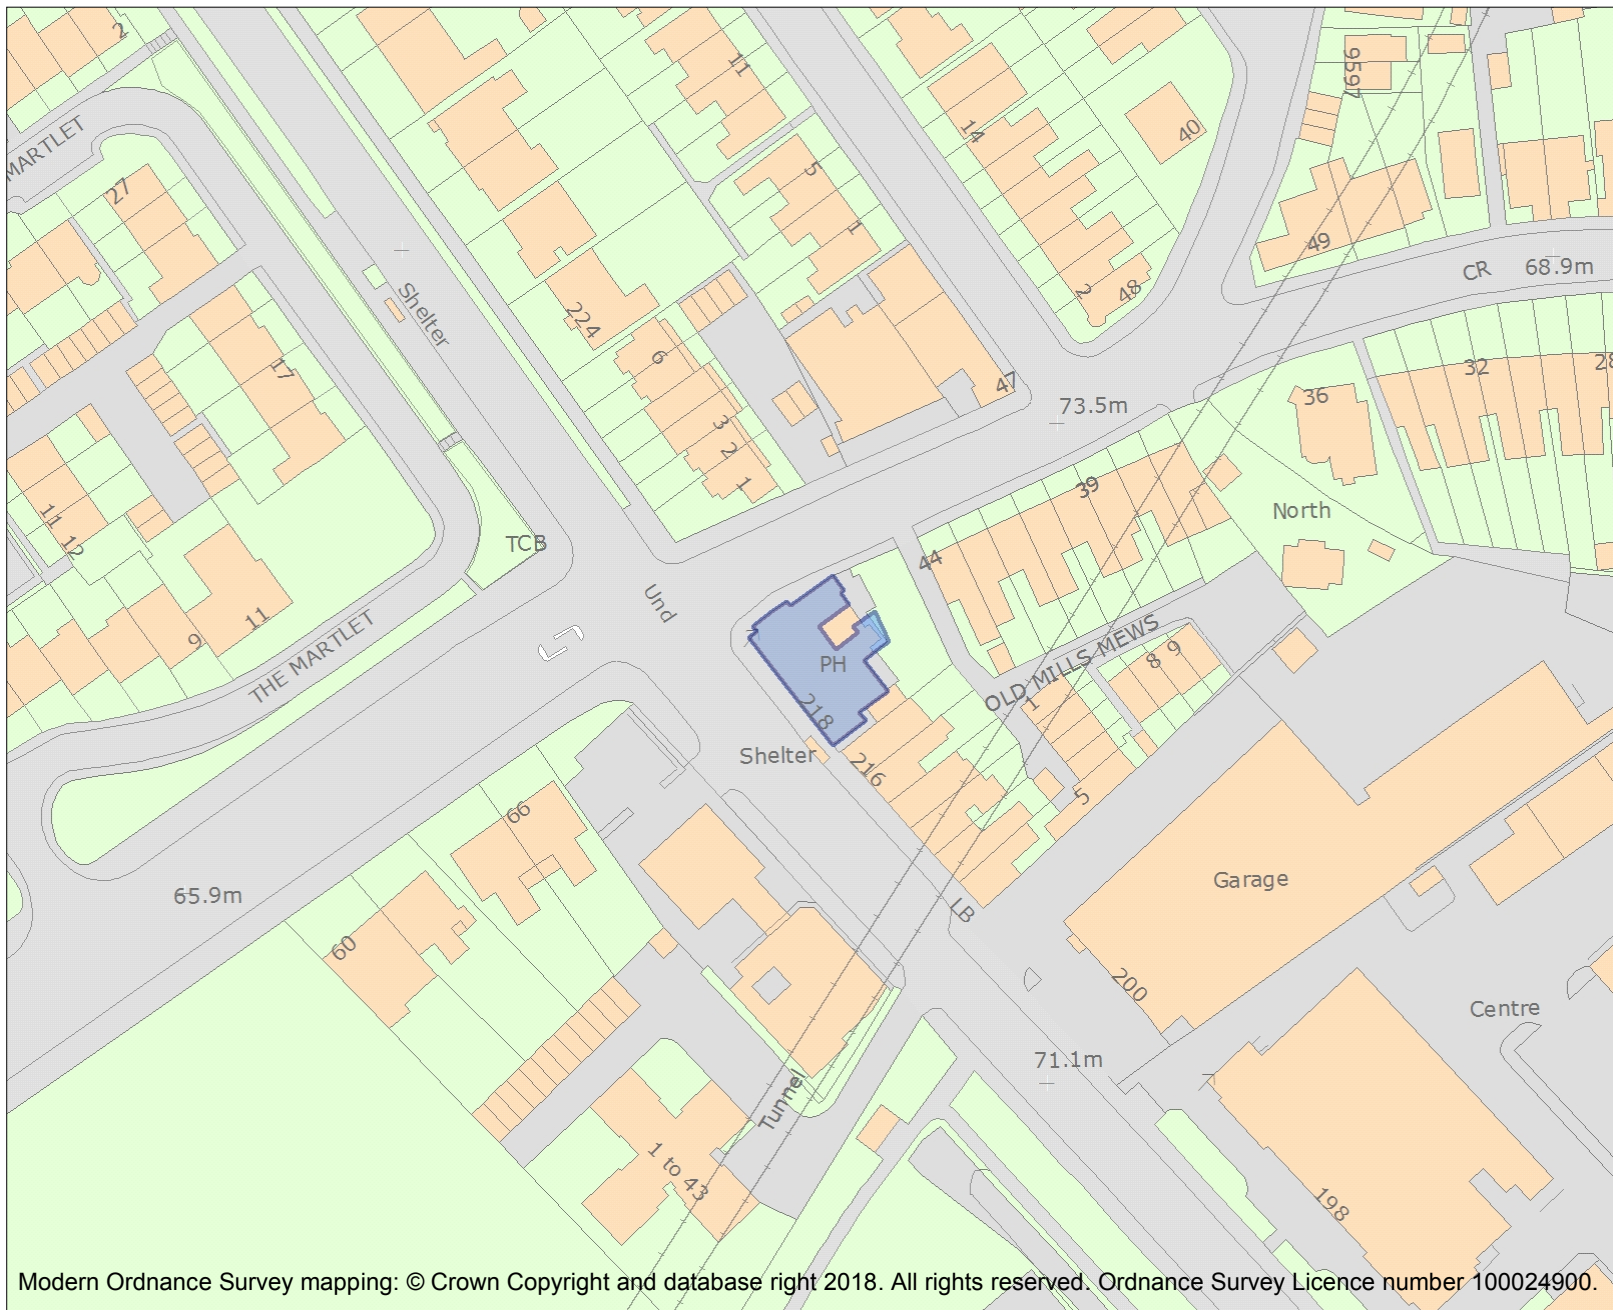 2
MARTLET
27
11
14
40
9597
5
1
49
CR
68.9m
Shelter
224
2
48
17
6
47
73.5m
36
32
28
3
2
1
39
11
12
TCB
North
44
Und
9
11
THE MARTLET
PH
218
OLD MILLS MEWS
8
9
1
Shelter
216
5
66
65.9m
60
Garage
LB
200
Centre
71.1m
Tunnel
1 to 43
198
Modern Ordnance Survey mapping: © Crown Copyright and database right 2018. All rights reserved. Ordnance Survey Licence number 100024900.